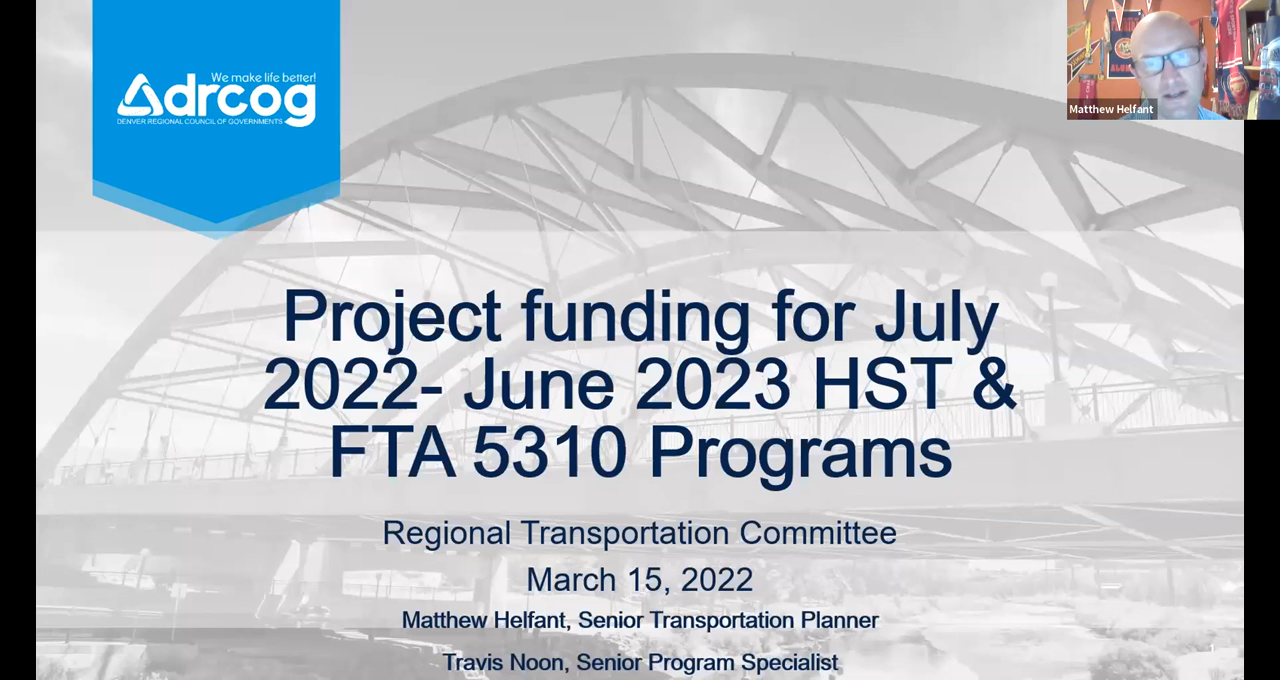 We make life better!
drcog
DENVER REGIONAL COUNCIL OF GOVERNMENTS
Matthew Helfant
Project funding for July
2022- June 2023 HST &
FTA 5310 Programs
Regional Transportation Committee
March 15, 2022
Matthew Helfant, Senior Transportation Planner
Travis Noon, Senior Program Specialist